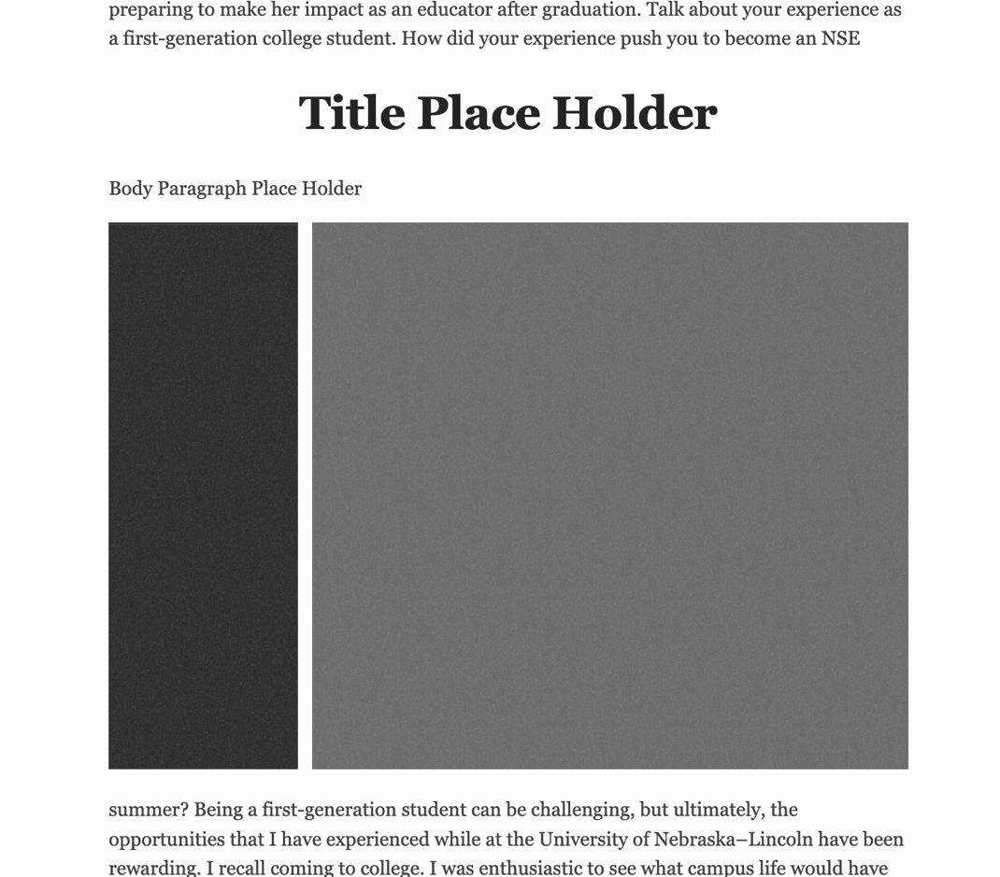 preparing to make her impact as an educator after graduation. Talk about your experience as
a first-generation college student. How did your experience push you to become an NSE
Title Place Holder
Body Paragraph Place Holder
summer? Being a first-generation student can be challenging, but ultimately, the
opportunities that I have experienced while at the University of Nebraska–Lincoln have been
rewarding. I recall coming to college. I was enthusiastic to see what campus life would have